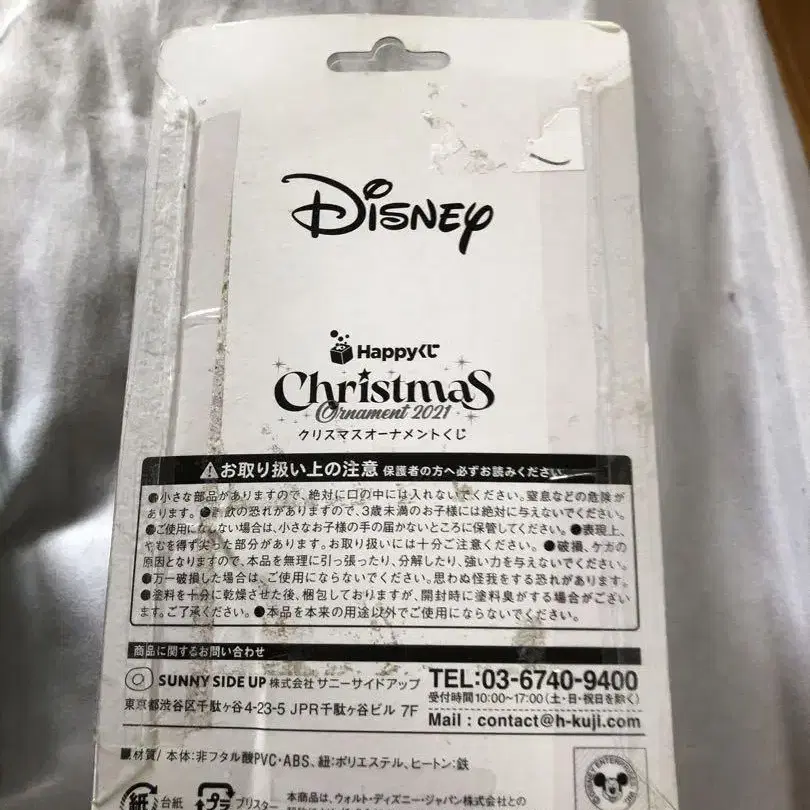 Disney
Happyくじ
Christmas
Ornament 2021
クリスマスオーナメントくじ
お取り扱い上の注意 保護者の方へ必ずお読みください。
●小さな部品がありますので、絶対に口の中には入れないでください。窒息などの危険が
あります。●誤飲の恐れがありますので、3歳未満のお子様には絶対に与えないでください。
●ご使用にならない場合は、小さなお子様の手の届かないところに保管してください。●表現上、
やむを得ず尖った部分があります。お取り扱いには十分ご注意ください。●破損、ケガの
原因となりますので、本品を無理に引っ張ったり、分解したり、強い力を与えないでください。
●万一破損した場合は、ご使用にならないでください。思わぬ怪我をする恐れがあります。
●塗料を十分に乾燥させた後、梱包しておりますが、開封時に塗料臭がする場合がござい
ます。ご了承ください。●本品を本来の用途以外でご使用にならないでください。
商品に関するお問い合わせ
SUNNY SIDE UP 株式会社 サニーサイドアップ
東京都渋谷区千駄ヶ谷4-23-5 JPR千駄ヶ谷ビル 7F
TEL:03-6740-9400
受付時間10:00~17:00(土・日・祝日を除く)
Mail : contact@h-kuji.com
■材質/ 本体:非フタル酸PVC・ABS、紐:ポリエステル、ヒートン:鉄
紙 台紙
プラ ブリスター
本商品は、ウォルト・ディズニー・ジャパン株式会社との